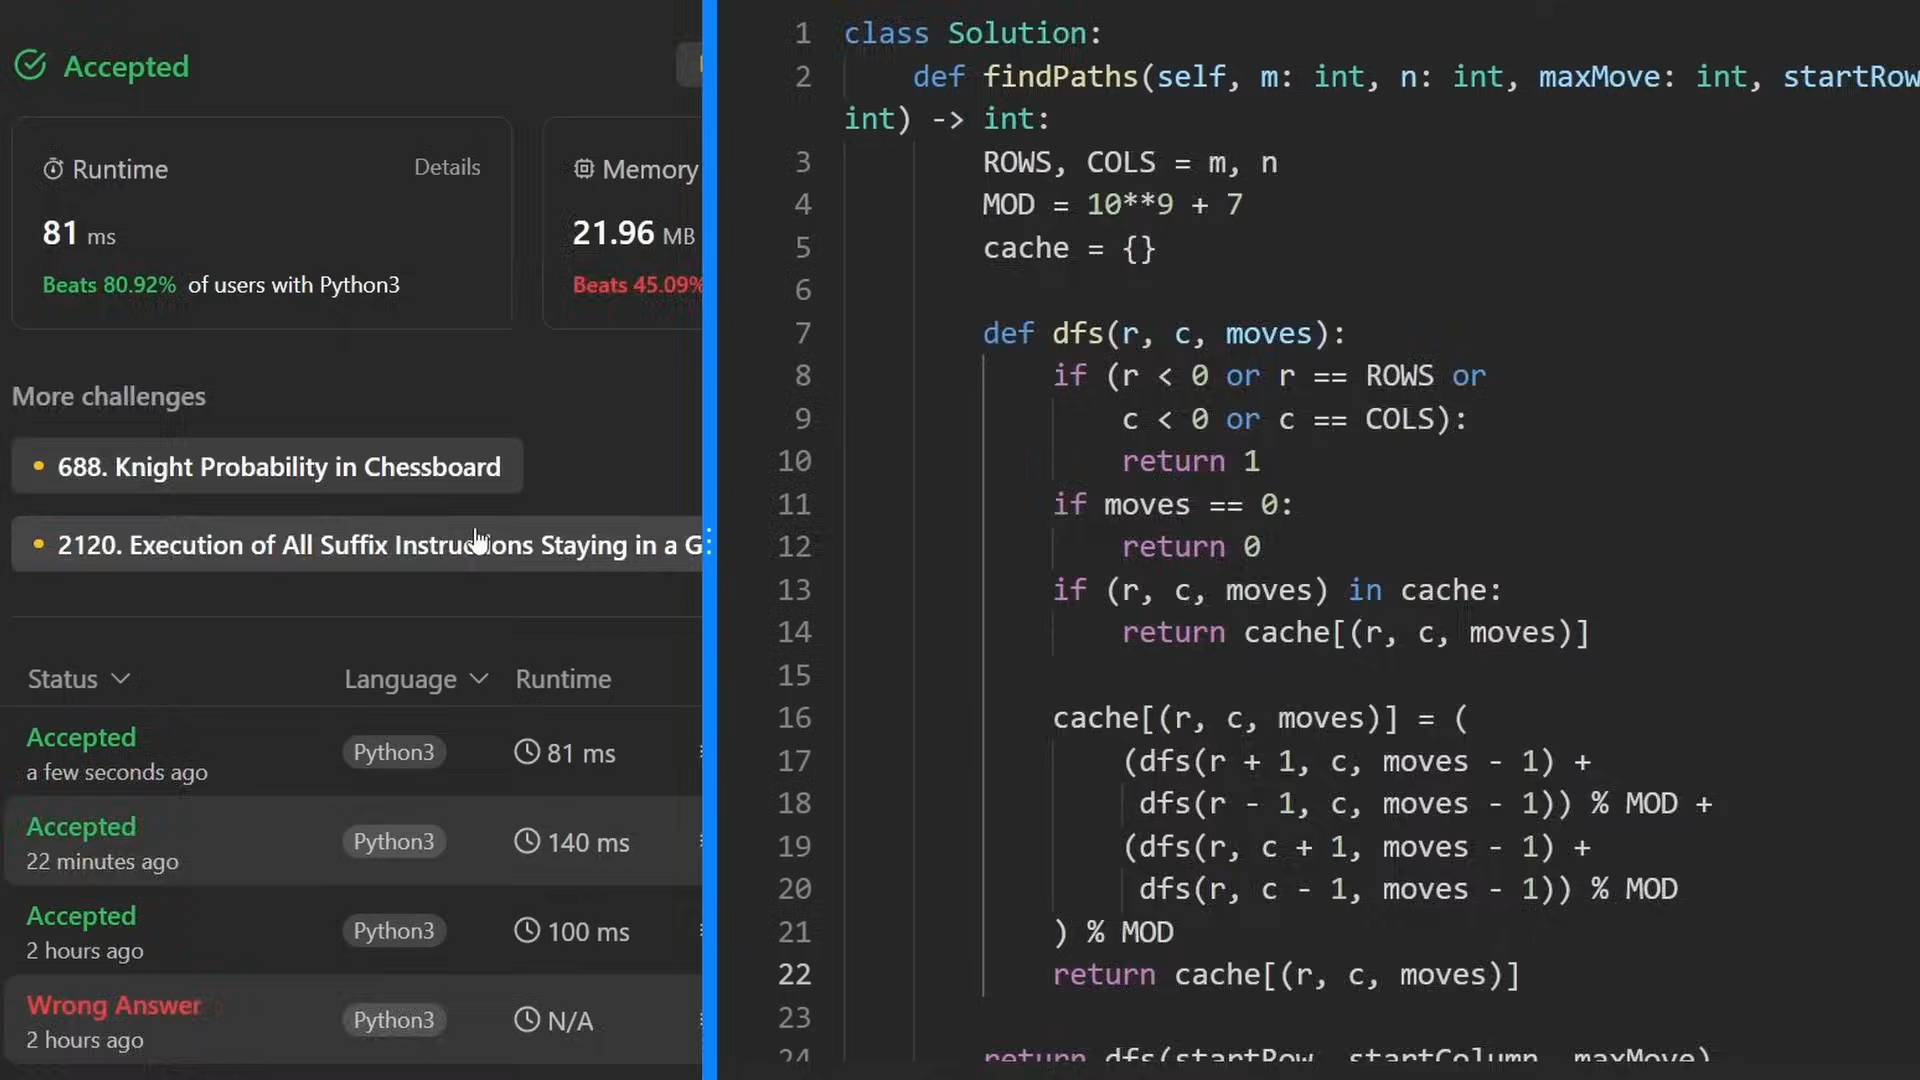 Accepted
Runtime
Details
81 ms
Beats 80.92% of users with Python3
Memory
21.96 MB
Beats 45.09%
More challenges
688. Knight Probability in Chessboard
2120. Execution of All Suffix Instructions Staying in a G
Status
Language
Runtime
Accepted
a few seconds ago
Python3
81 ms
Accepted
22 minutes ago
Python3
140 ms
Accepted
2 hours ago
Python3
100 ms
Wrong Answer
2 hours ago
Python3
N/A
1 class Solution:
2     def findPaths(self, m: int, n: int, maxMove: int, startRow
int) -> int:
3         ROWS, COLS = m, n
4         MOD = 10**9 + 7
5         cache = {}
6
7         def dfs(r, c, moves):
8             if (r < 0 or r == ROWS or
9                 c < 0 or c == COLS):
10                 return 1
11             if moves == 0:
12                 return 0
13             if (r, c, moves) in cache:
14                 return cache[(r, c, moves)]
15
16             cache[(r, c, moves)] = (
17                 (dfs(r + 1, c, moves - 1) +
18                  dfs(r - 1, c, moves - 1)) % MOD +
19                 (dfs(r, c + 1, moves - 1) +
20                  dfs(r, c - 1, moves - 1)) % MOD
21             ) % MOD
22             return cache[(r, c, moves)]
23
24         return dfs(startRow, startColumn, maxMove)